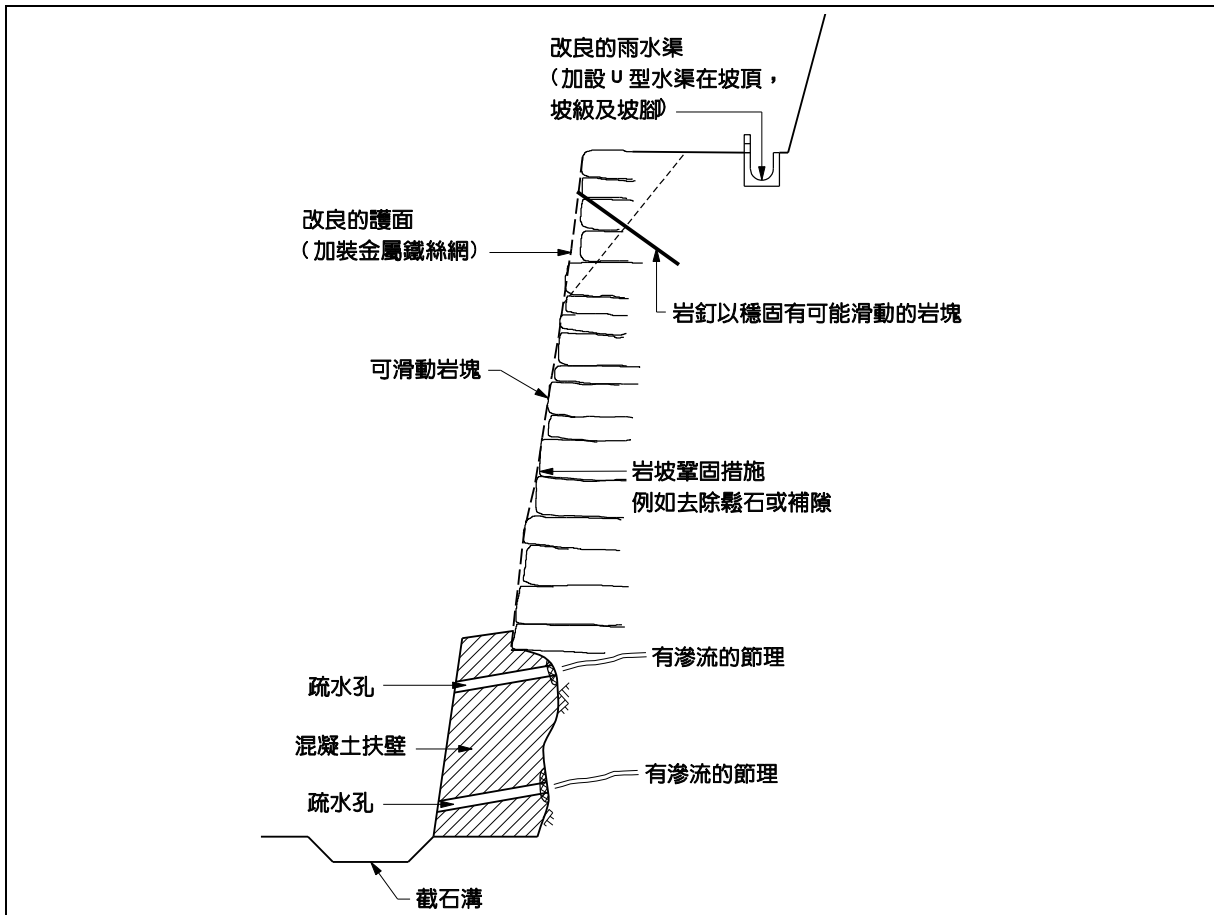 改良的雨水渠
(加設 U 型水渠在坡頂，
坡級及坡腳)
改良的護面
(加裝金屬鐵絲網)
岩釘以穩固有可能滑動的岩塊
可滑動岩塊
岩坡鞏固措施
例如去除鬆石或補隙
有滲流的節理
疏水孔
混凝土扶壁
有滲流的節理
疏水孔
截石溝